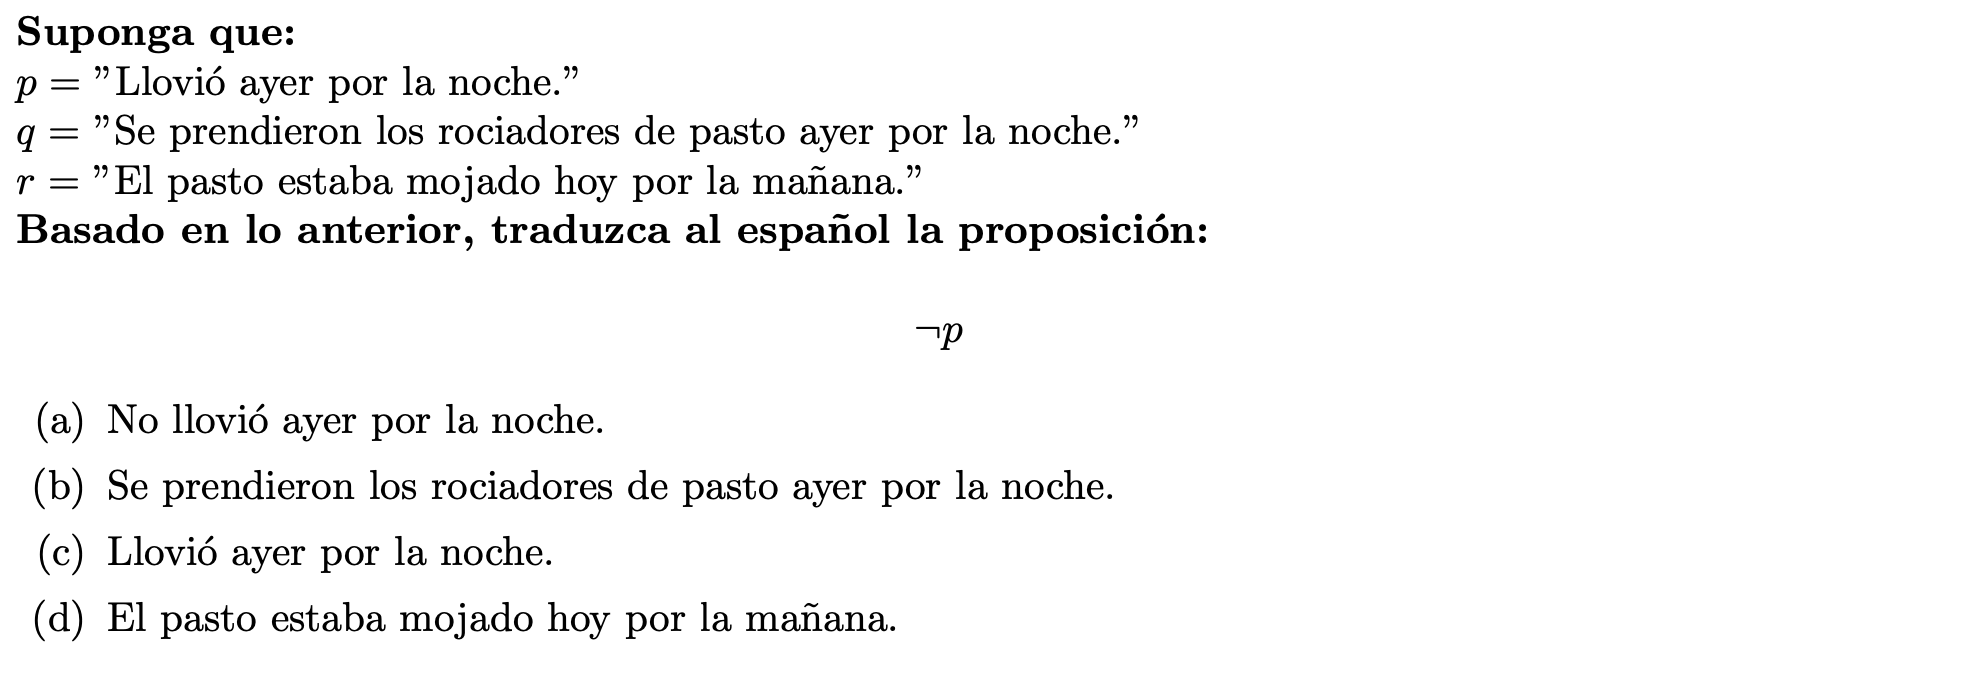 Suponga que:
p = ”Llovió ayer por la noche.”
q = ”Se prendieron los rociadores de pasto ayer por la noche.”
r = ”El pasto estaba mojado hoy por la mañana.”
Basado en lo anterior, traduzca al español la proposición:
¬p
(a) No llovió ayer por la noche.
(b) Se prendieron los rociadores de pasto ayer por la noche.
(c) Llovió ayer por la noche.
(d) El pasto estaba mojado hoy por la mañana.